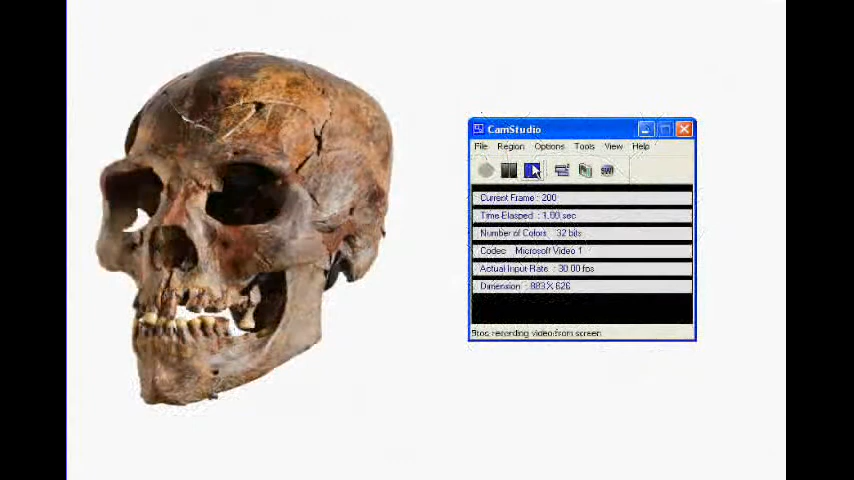 CamStudio
File Region Options Tools View Help
Current Frame : 200
Time Elasped : 1.00 sec
Number of Colors : 32 bits
Codec : Microsoft Video 1
Actual Input Rate : 30.00 fps
Dimension : 883 X 626
Stop recording video from screen